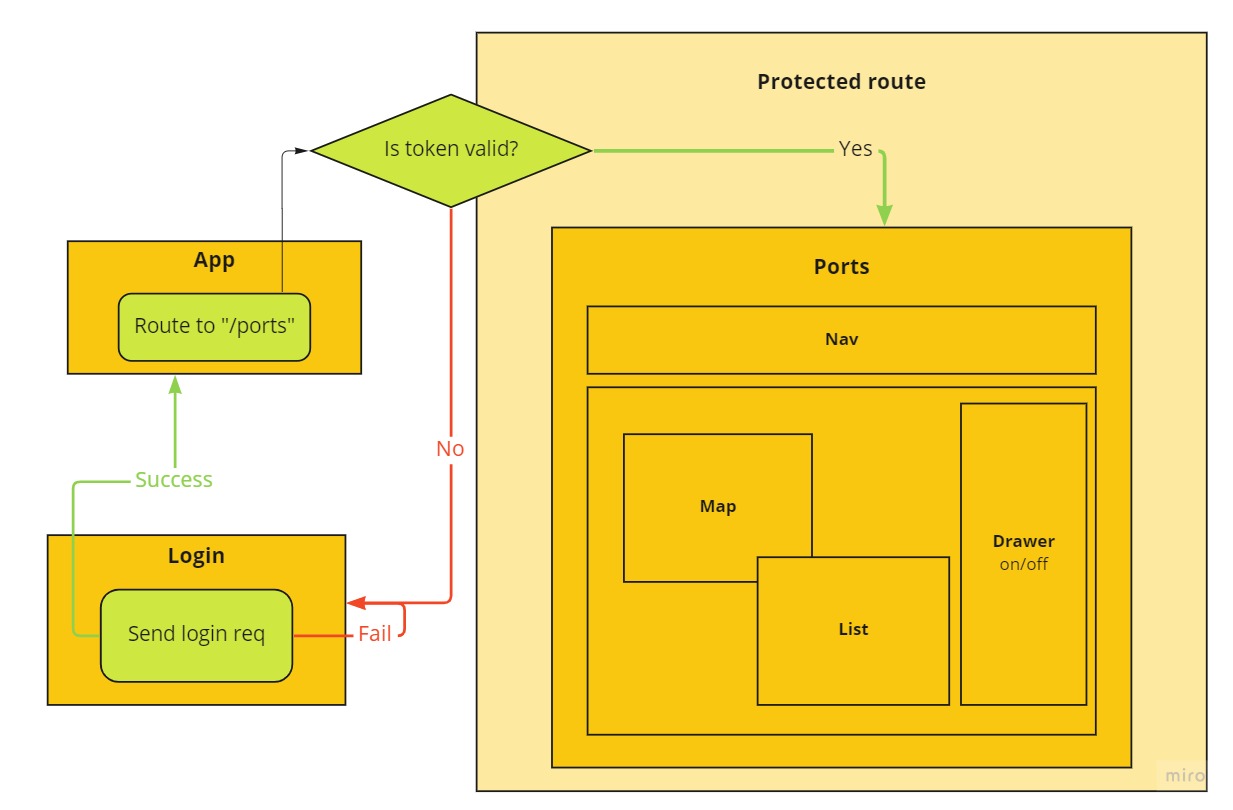 Protected route
Is token valid?
Yes
App
Route to "/ports"
Ports
Nav
No
Success
Map
Drawer
on/off
Login
Send login req
Fail
List
miro